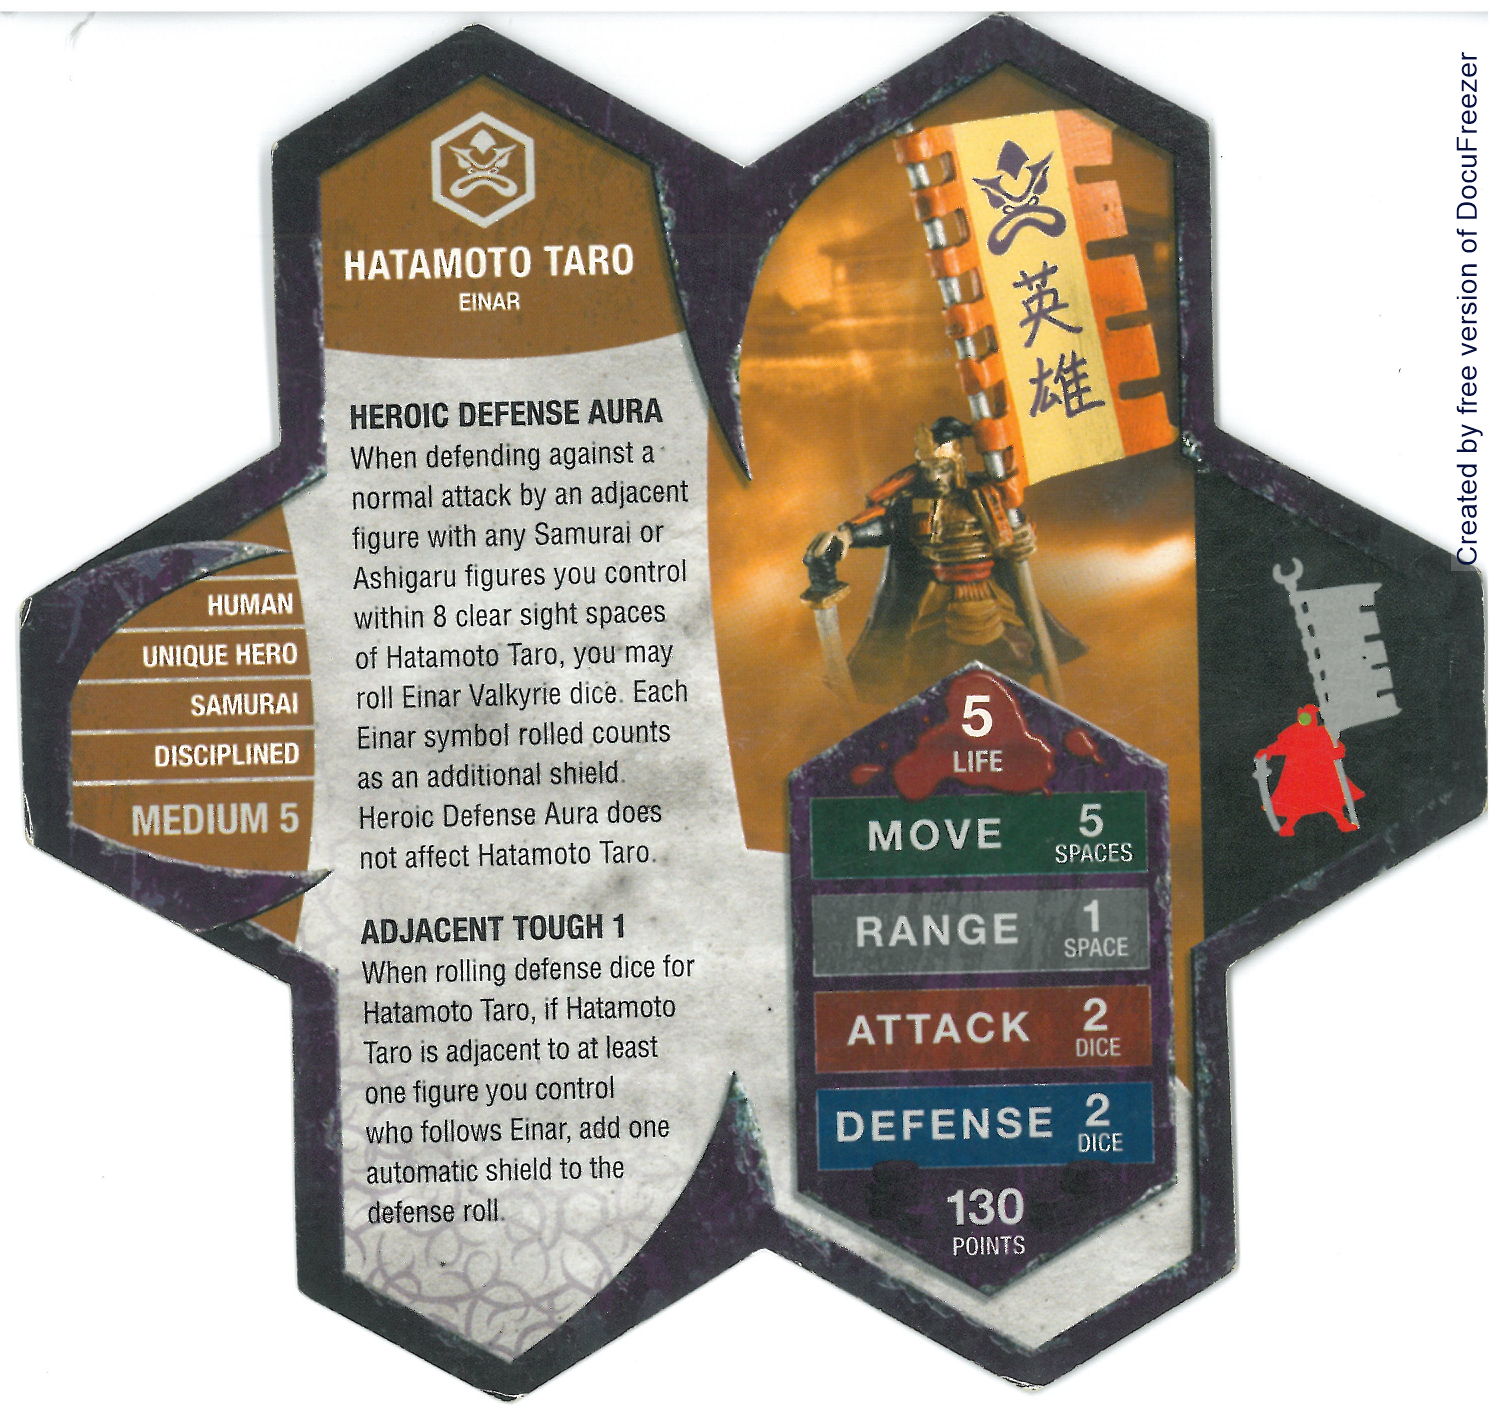 HATAMOTO TARO
EINAR
HEROIC DEFENSE AURA
When defending against a
normal attack by an adjacent
figure with any Samurai or
Ashigaru figures you control
within 8 clear sight spaces
of Hatamoto Taro, you may
roll Einar Valkyrie dice. Each
Einar symbol rolled counts
as an additional shield.
Heroic Defense Aura does
not affect Hatamoto Taro.
ADJACENT TOUGH 1
When rolling defense dice for
Hatamoto Taro, if Hatamoto
Taro is adjacent to at least
one figure you control
who follows Einar, add one
automatic shield to the
defense roll.
HUMAN
UNIQUE HERO
SAMURAI
DISCIPLINED
MEDIUM 5
英
雄
5
LIFE
MOVE 5
SPACES
RANGE 1
SPACE
ATTACK 2
DICE
DEFENSE 2
DICE
130
POINTS
Created by free version of DocuFreezer